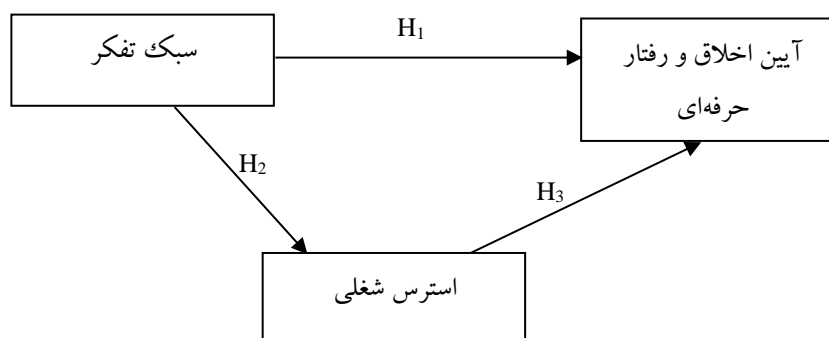 سبک تفکر
H1
آیین اخلاق و رفتار
حرفه‌ای
H2
H3
استرس شغلی